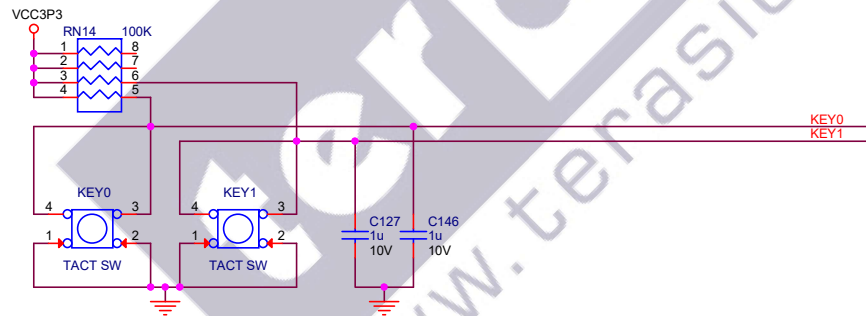 VCC3P3
RN14 100K
1 8
2 7
3 6
4 5
KEY0
KEY1
KEY0 KEY1
4 3 4 3
1 2 1 2
TACT SW TACT SW
C127 C146
1u 1u
10V 10V
ter
www.terasic